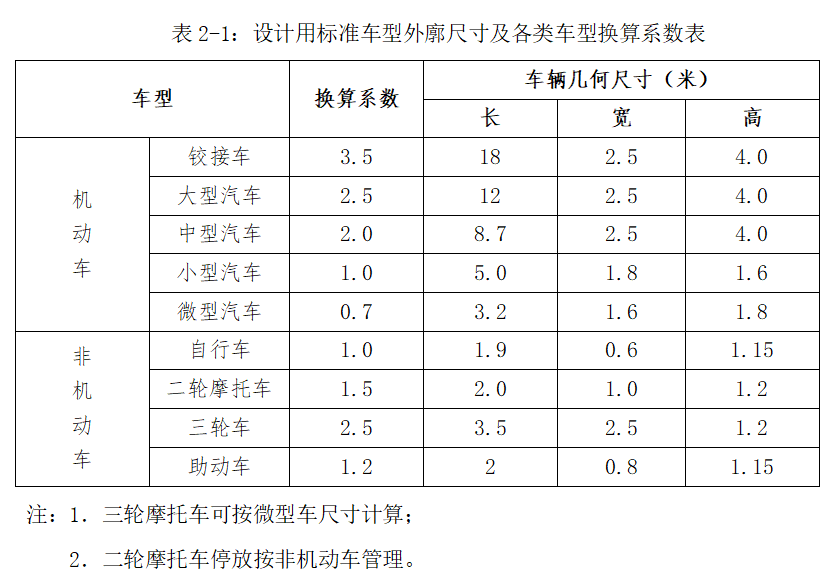 表 2-1：设计用标准车型外廓尺寸及各类车型换算系数表
车型 换算系数 车辆几何尺寸（米）
长 宽 高
机动车
铰接车 3.5 18 2.5 4.0
大型汽车 2.5 12 2.5 4.0
中型汽车 2.0 8.7 2.5 4.0
小型汽车 1.0 5.0 1.8 1.6
微型汽车 0.7 3.2 1.6 1.8
非机动车
自行车 1.0 1.9 0.6 1.15
二轮摩托车 1.5 2.0 1.0 1.2
三轮车 2.5 3.5 2.5 1.2
助动车 1.2 2 0.8 1.15
注：1．三轮摩托车可按微型车尺寸计算；
2．二轮摩托车停放按非机动车管理。